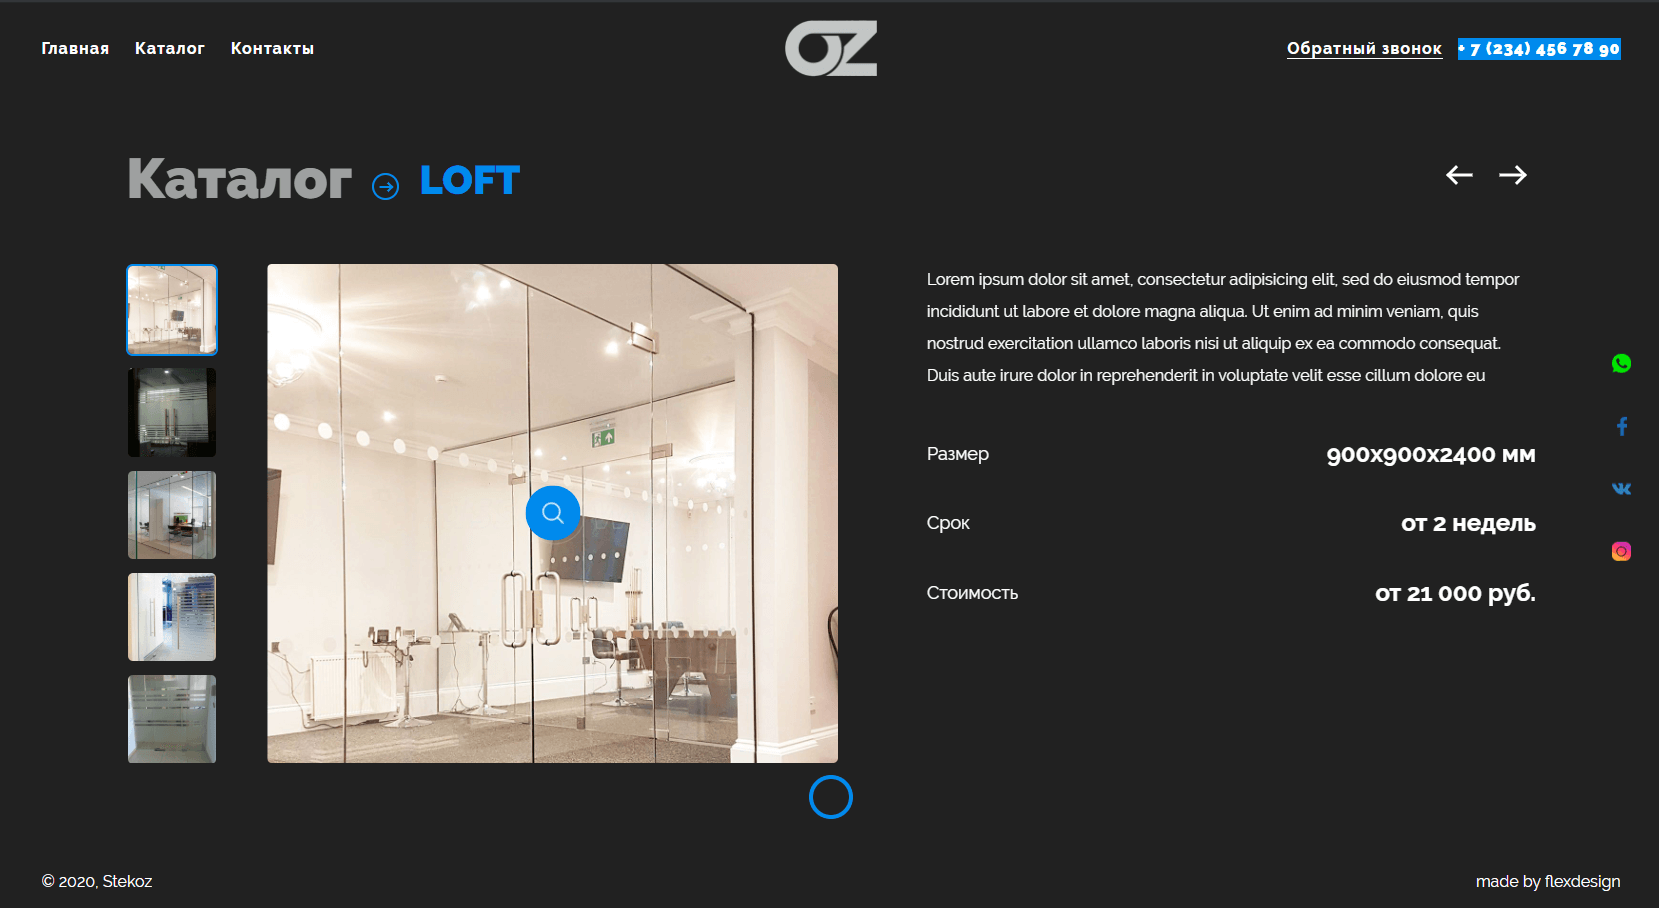 Главная Каталог Контакты
OZ
Обратный звонок + 7 (234) 456 78 90
Каталог LOFT
Lorem ipsum dolor sit amet, consectetur adipisicing elit, sed do eiusmod tempor
incididunt ut labore et dolore magna aliqua. Ut enim ad minim veniam, quis
nostrud exercitation ullamco laboris nisi ut aliquip ex ea commodo consequat.
Duis aute irure dolor in reprehenderit in voluptate velit esse cillum dolore eu
Размер 900x900x2400 мм
Срок от 2 недель
Стоимость от 21 000 руб.
© 2020, Stekoz
made by flexdesign